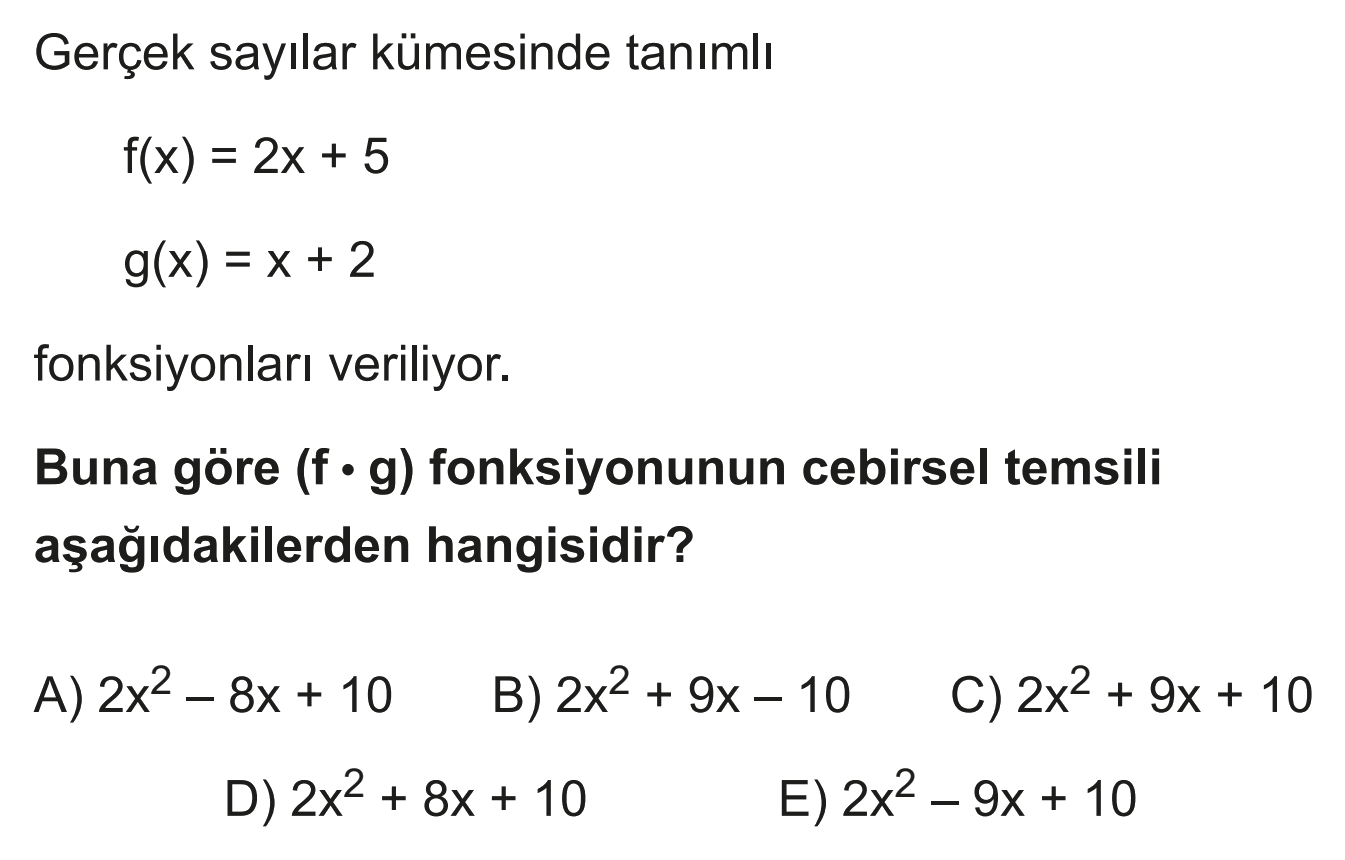 Gerçek sayılar kümesinde tanımlı
f(x) = 2x + 5
g(x) = x + 2
fonksiyonları veriliyor.
Buna göre (f • g) fonksiyonunun cebirsel temsili
aşağıdakilerden hangisidir?
A) 2x² – 8x + 10 B) 2x² + 9x – 10 C) 2x² + 9x + 10
D) 2x² + 8x + 10 E) 2x² – 9x + 10